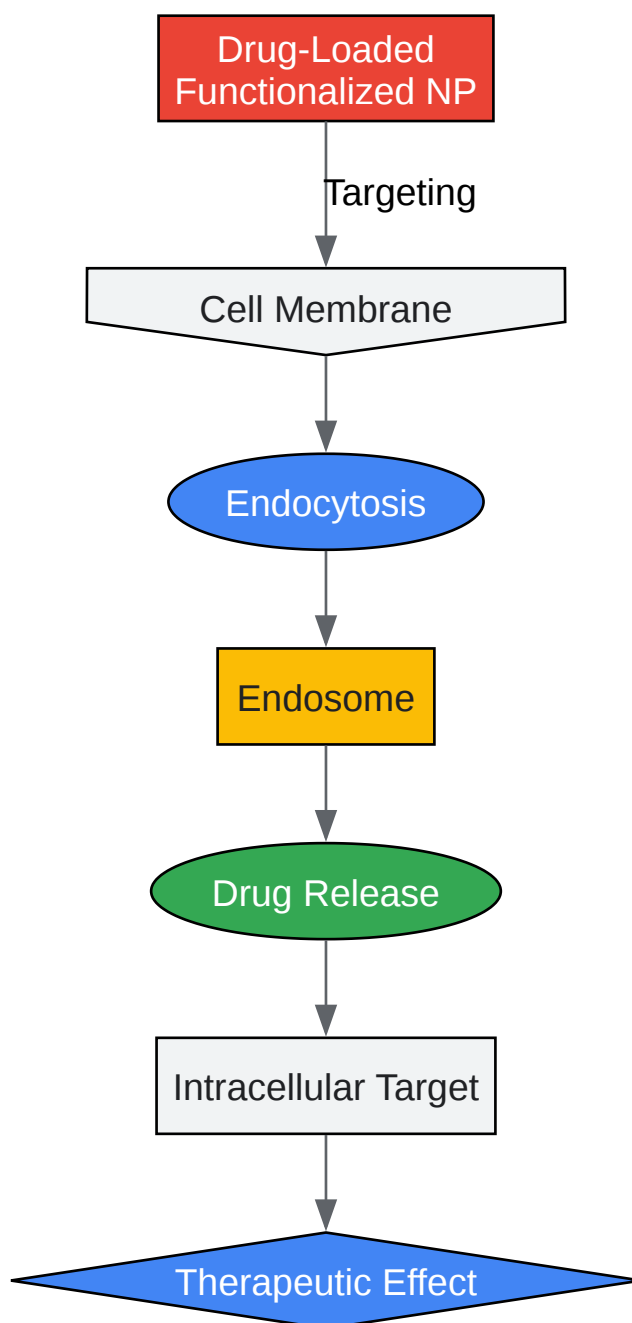 Drug-Loaded
Functionalized NP
Targeting
Cell Membrane
Endocytosis
Endosome
Drug Release
Intracellular Target
Therapeutic Effect